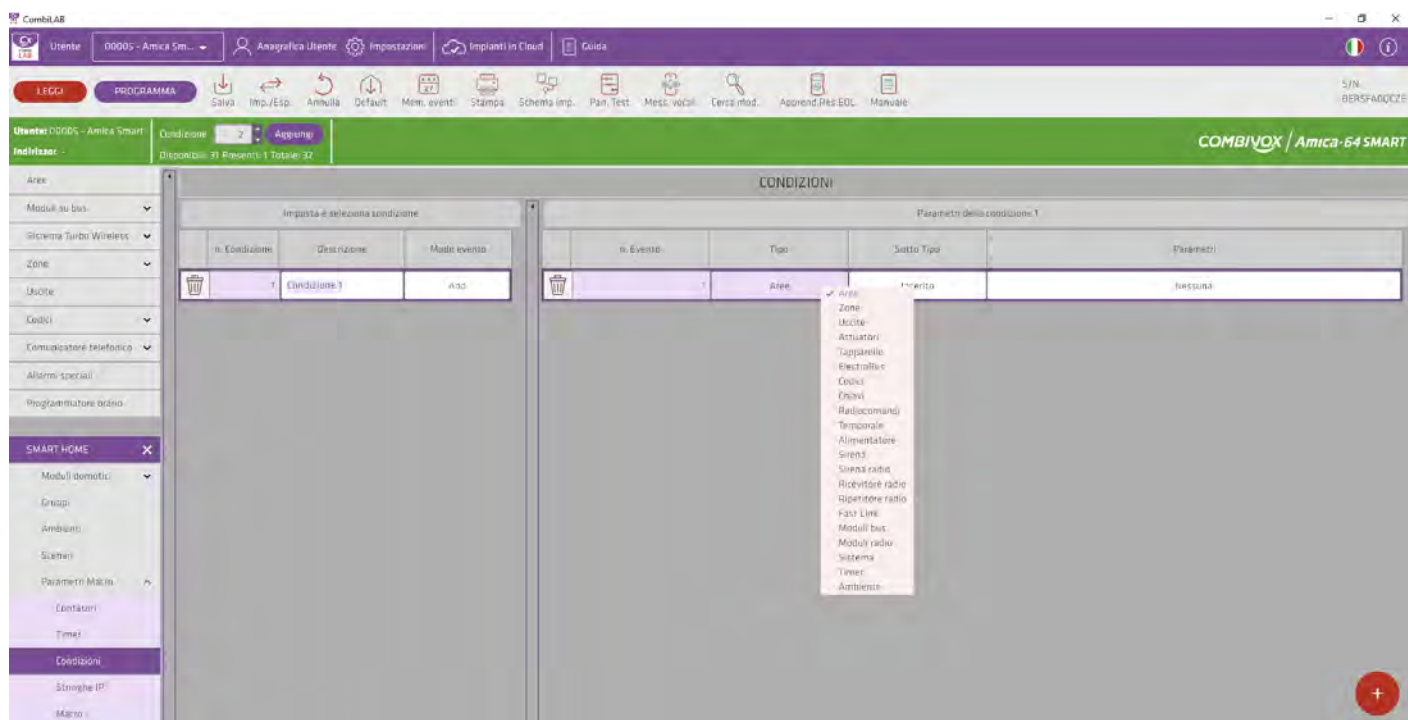 CombiLAB
Utente 00005 - Amica Sm... Anagrafica Utente Impostazioni Impianti in Cloud Guida
LEGGI PROGRAMMA Salva Imp./Esp. Annulla Default Mem. eventi Stampa Schema imp. Pan. Test Mess. vocali Cerca mod. Apprend.Res.EOL Manuale
S/N
Utente: 00005 - Amica Smart
Indirizzo: -
Condizione 2 Aggiungi
Disponibili: 31 Presenti: 1 Totale: 32
COMBIVOX / Amica-64 SMART
Aree
Moduli su bus
Sistema Turbo Wireless
Zone
Uscite
Codici
Comunicatore telefonico
Allarmi speciali
Programmatore orario
SMART HOME
Moduli domotici
Gruppi
Ambienti
Scenari
Parametri Macro
Contatori
Timer
Condizioni
Stringhe IP
Macro
CONDIZIONI
Imposta e seleziona condizione
n. Condizione Descrizione Modo evento
1 Condizione 1 And
Parametri della condizione 1
n. Evento Tipo Sotto Tipo Parametri
1 Aree Inserito Nessuna
Aree
Zone
Uscite
Attuatori
Tapparelle
ElectroBus
Codici
Chiavi
Radiocomandi
Temporale
Alimentatore
Sirena
Sirena radio
Ricevitore radio
Ripetitore radio
Fast Link
Moduli bus
Moduli radio
Sistema
Timer
Ambiente